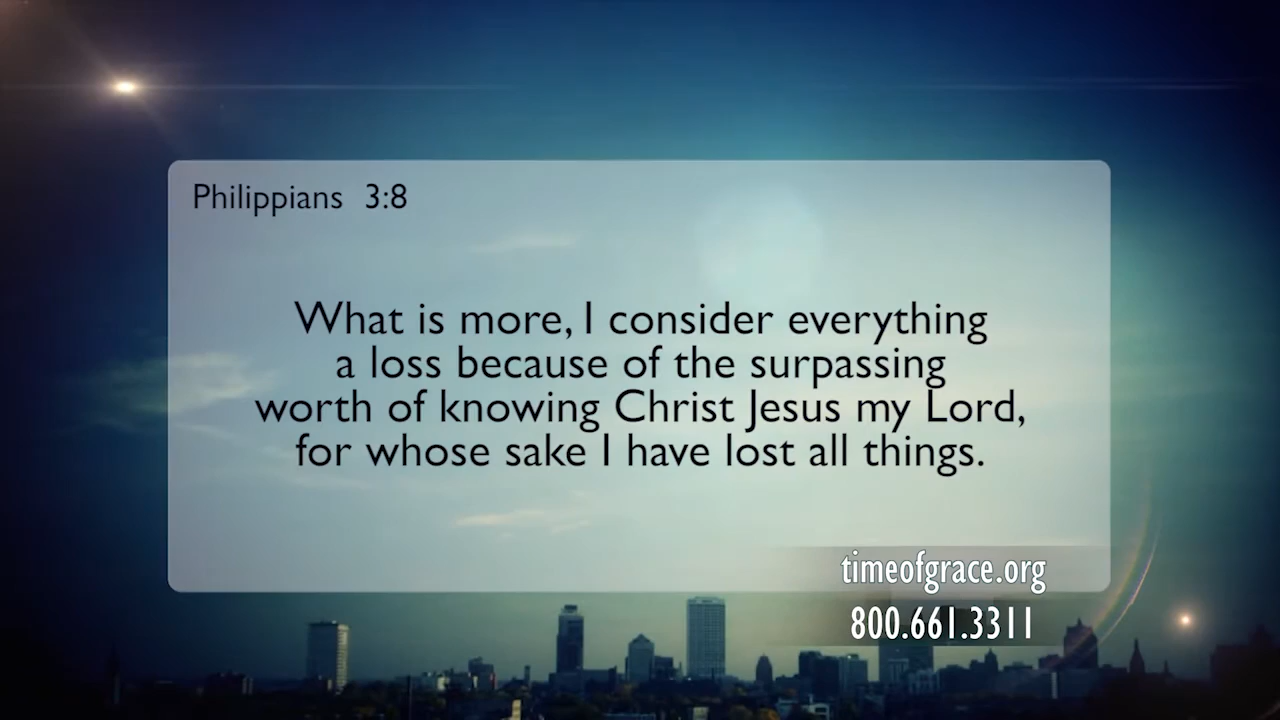 Philippians 3:8
What is more, I consider everything
a loss because of the surpassing
worth of knowing Christ Jesus my Lord,
for whose sake I have lost all things.
timeofgrace.org
800.661.3311